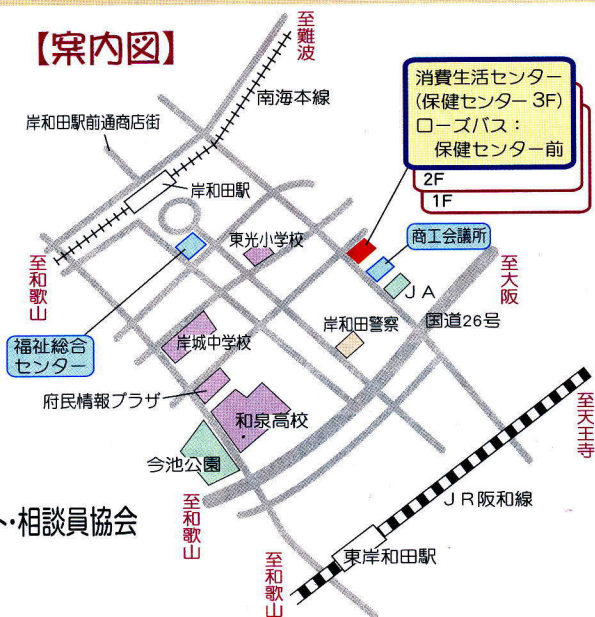 【案内図】
至難波
南海本線
岸和田駅前通商店街
岸和田駅
消費生活センター
(保健センター 3F)
ローズバス：
保健センター前
2F
1F
東光小学校
商工会議所
至和歌山
JA
至大阪
岸和田警察
国道26号
福祉総合
センター
岸城中学校
府民情報プラザ
和泉高校
今池公園
至天王寺
至和歌山
JR阪和線
ト・相談員協会
東岸和田駅
至和歌山